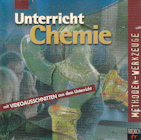 Unterricht
Chemie
mit VIDEOAUSSCHNITTEN aus dem Unterricht
METHODEN-WERKZEUGE